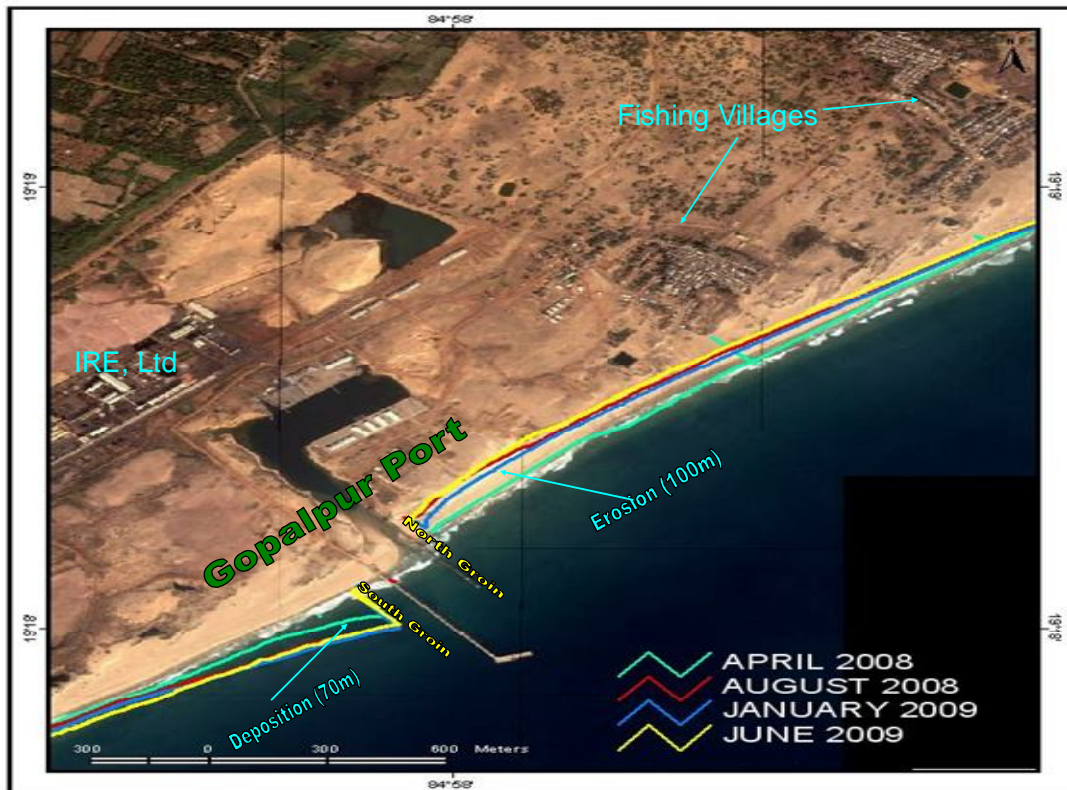 84°58'
N
Fishing Villages
19°19'
19°19'
IRE, Ltd
Gopalpur Port
Erosion (100m)
North Groin
South Groin
19°18'
19°18'
Deposition (70m)
APRIL 2008
AUGUST 2008
JANUARY 2009
JUNE 2009
300 0 300 600 Meters
84°58'